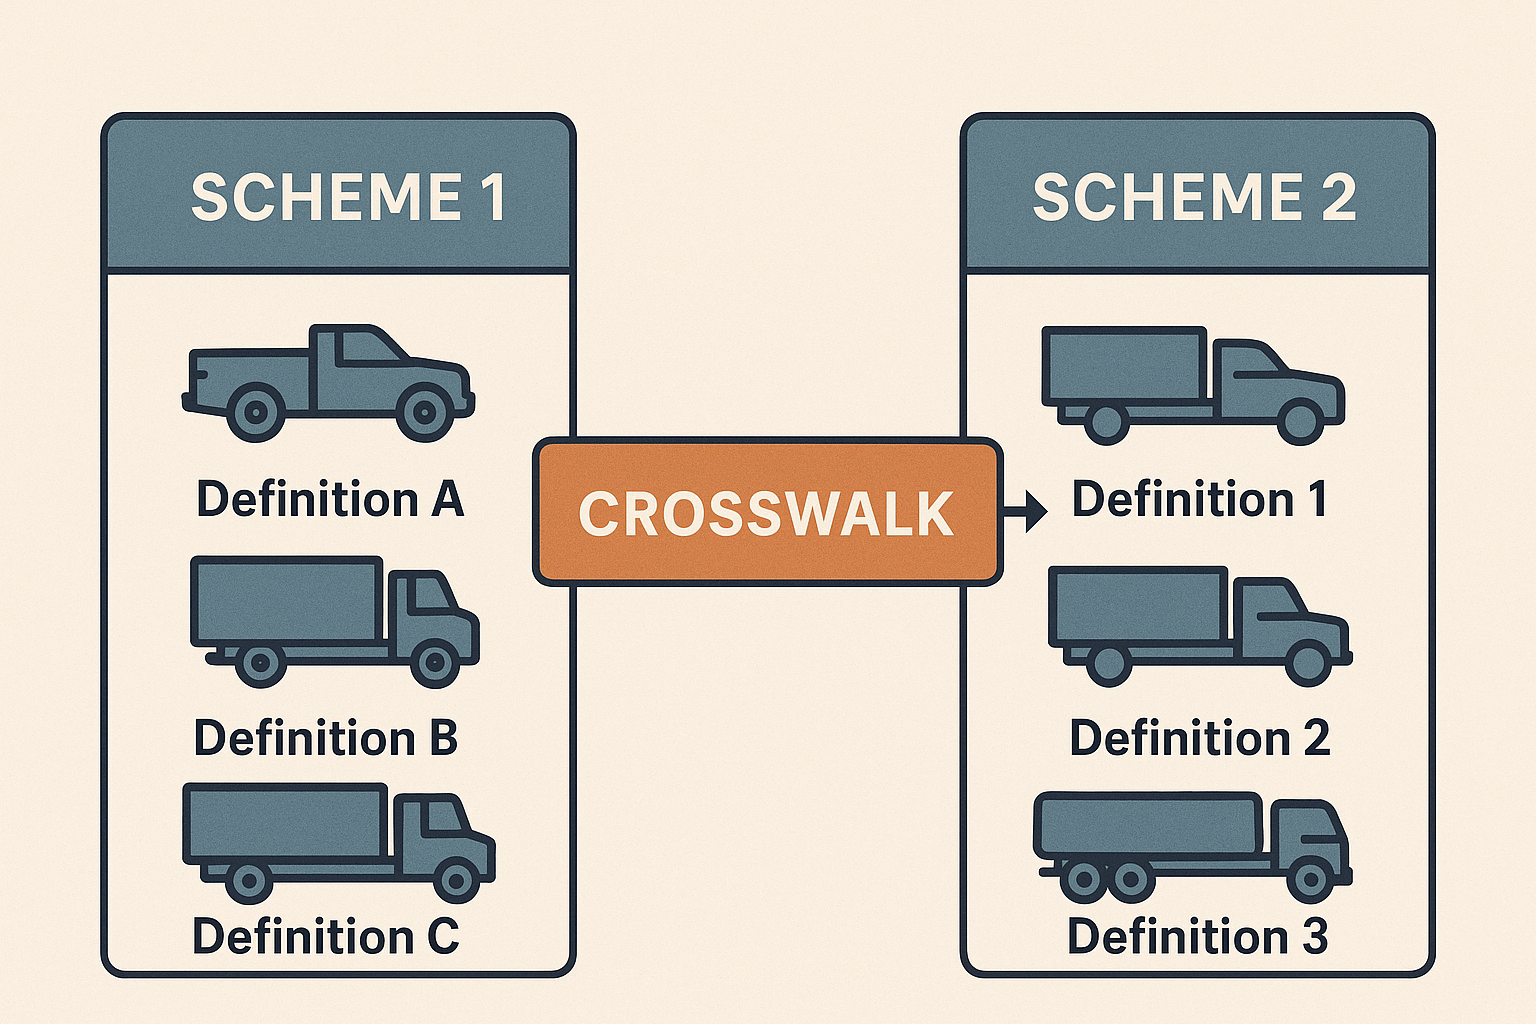 SCHEME 1
Definition A
Definition B
Definition C
CROSSWALK
SCHEME 2
Definition 1
Definition 2
Definition 3